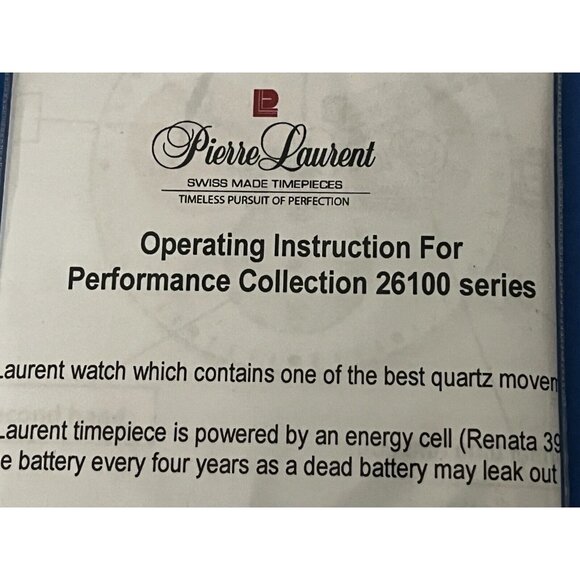 PL
Pierre Laurent
SWISS MADE TIMEPIECES
TIMELESS PURSUIT OF PERFECTION
Operating Instruction For
Performance Collection 26100 series
Laurent watch which contains one of the best quartz
Laurent timepiece is powered by an energy cell (Renata
battery every four years as a dead battery may leak out